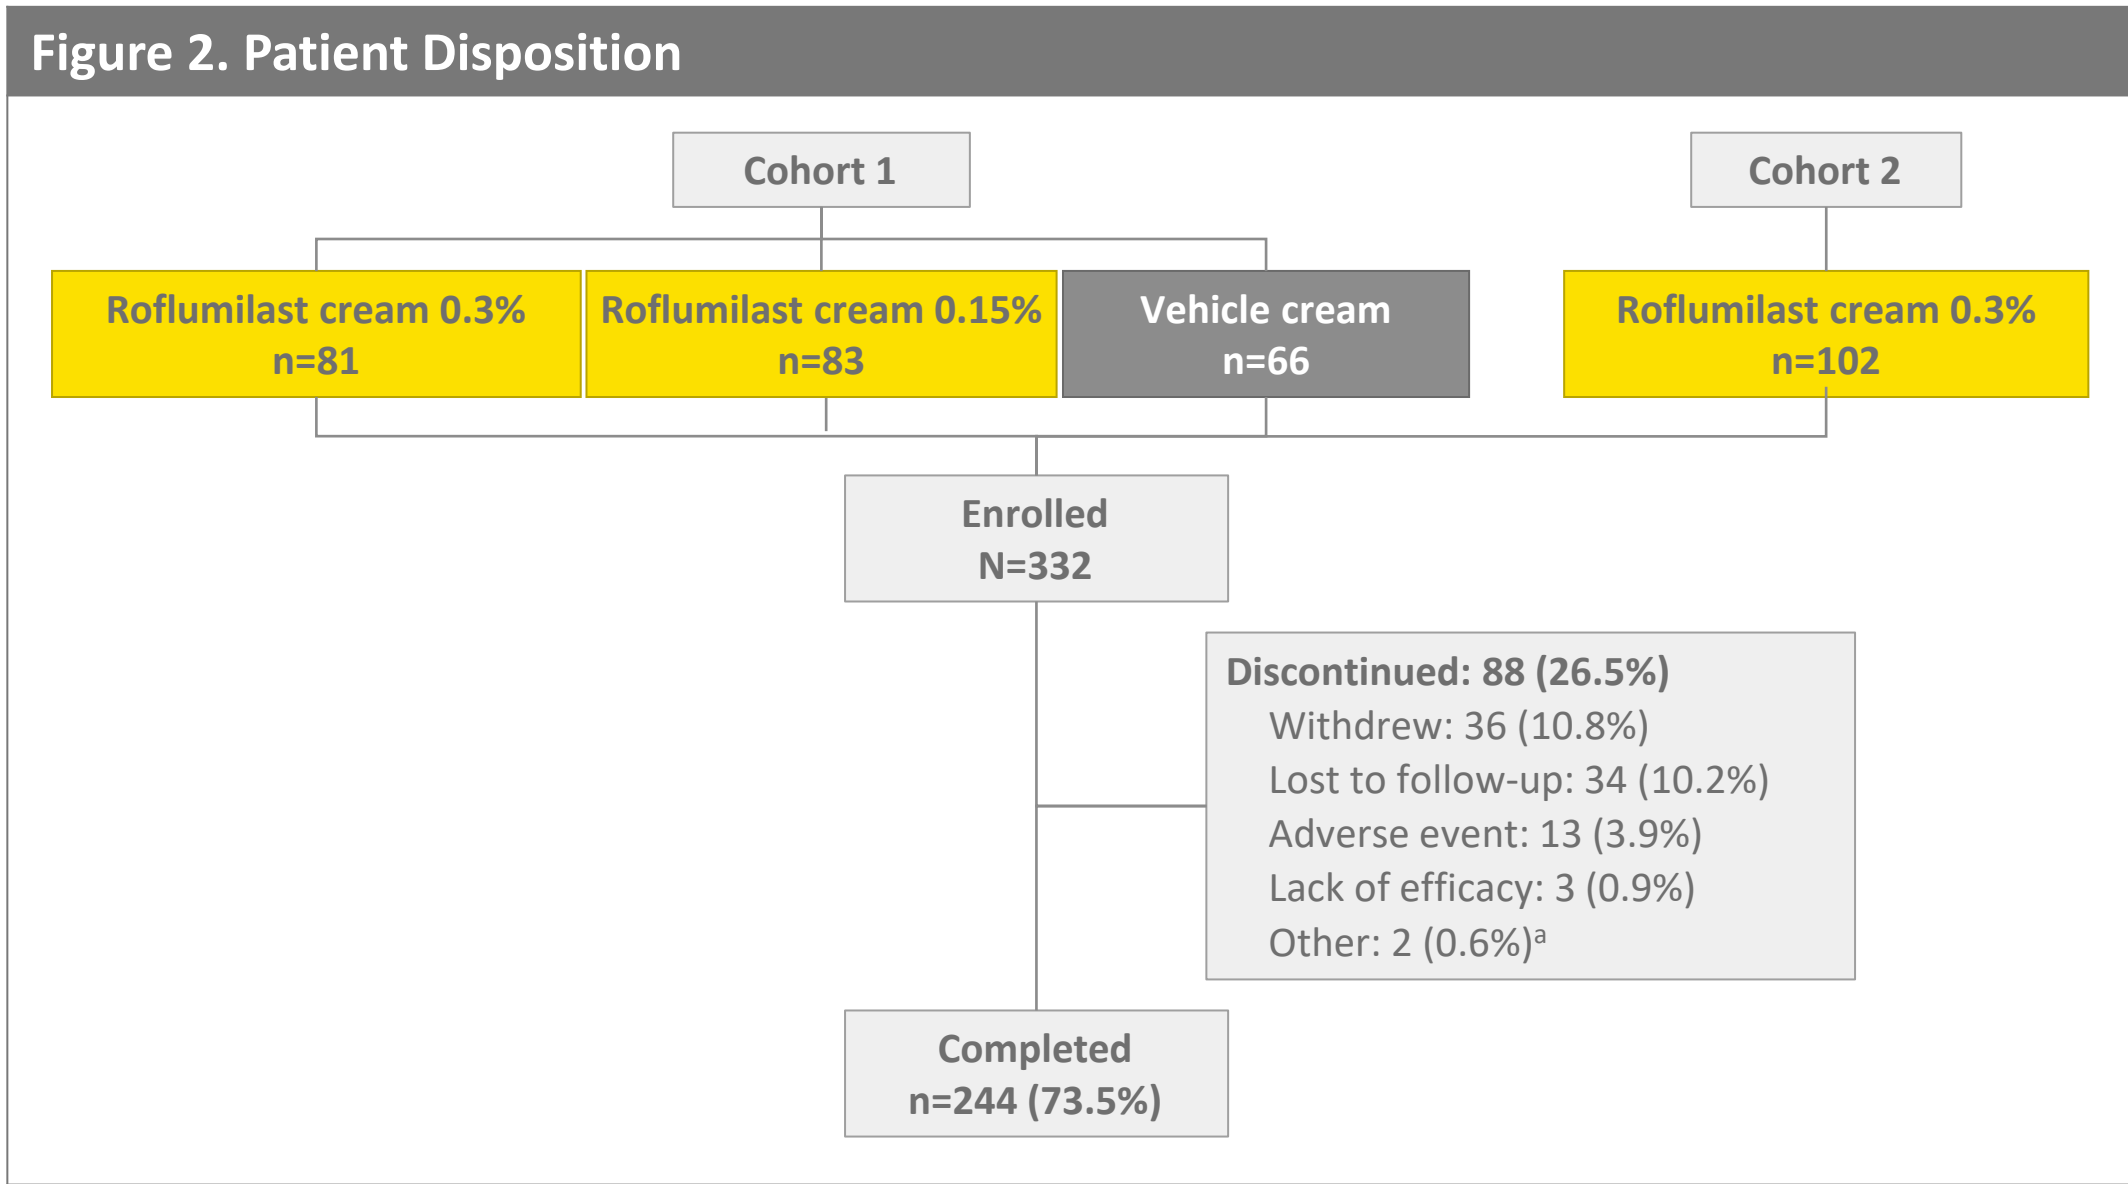 Figure 2. Patient Disposition
Cohort 1
Cohort 2
Roflumilast cream 0.3%
n=81
Roflumilast cream 0.15%
n=83
Vehicle cream
n=66
Roflumilast cream 0.3%
n=102
Enrolled
N=332
Discontinued: 88 (26.5%)
Withdrew: 36 (10.8%)
Lost to follow-up: 34 (10.2%)
Adverse event: 13 (3.9%)
Lack of efficacy: 3 (0.9%)
Other: 2 (0.6%)ᵃ
Completed
n=244 (73.5%)